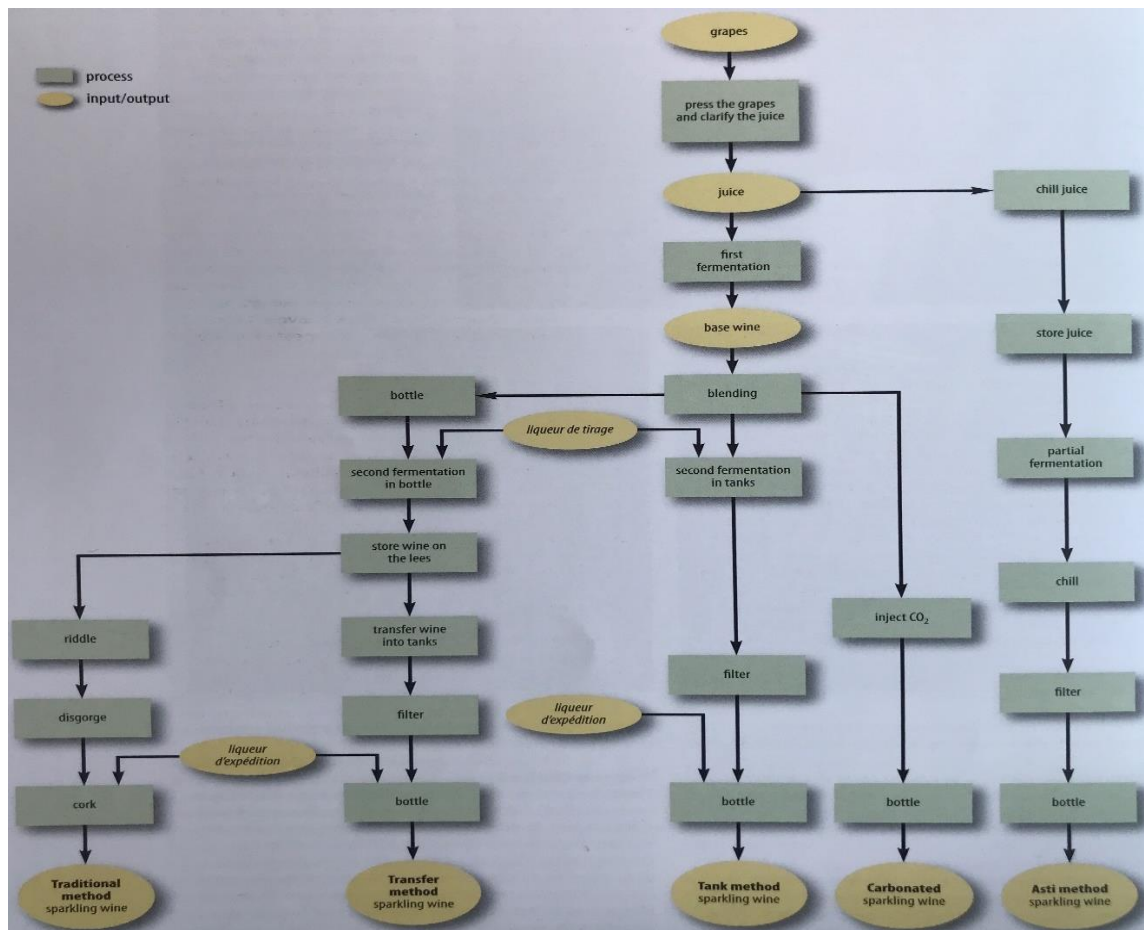 grapes
process
input/output
press the grapes
and clarify the juice
juice
chill juice
first
fermentation
base wine
store juice
bottle
blending
liqueur de tirage
partial
fermentation
second fermentation
in bottle
second fermentation
in tanks
store wine on
the lees
chill
riddle
transfer wine
into tanks
inject CO₂
filter
filter
disgorge
filter
liqueur
d'expédition
liqueur
d'expédition
cork
bottle
bottle
bottle
bottle
Traditional
method
sparkling wine
Transfer
method
sparkling wine
Tank method
sparkling wine
Carbonated
sparkling wine
Asti method
sparkling wine